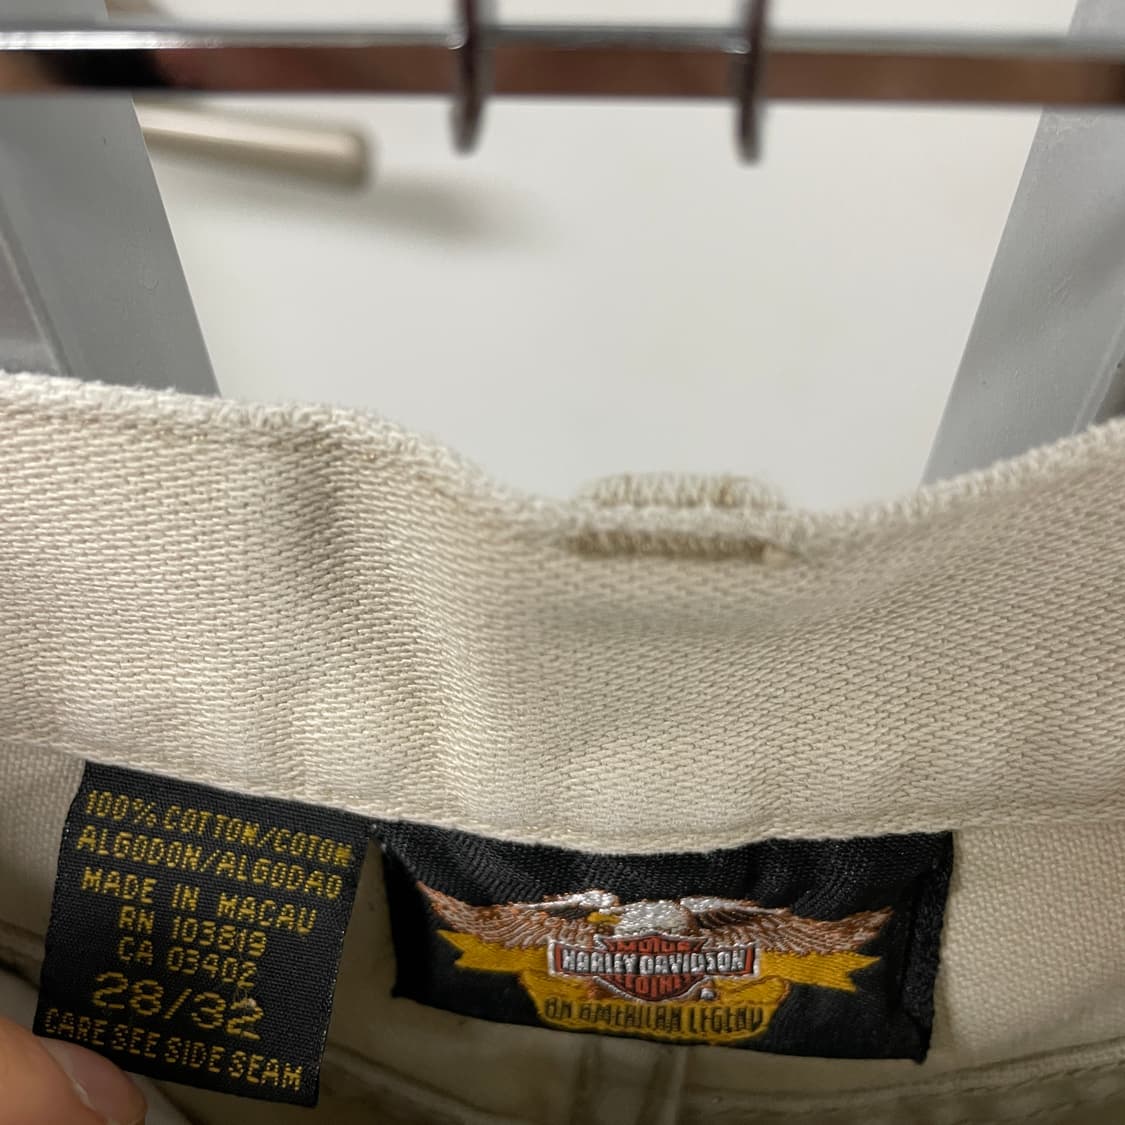 100% COTTON/COTON
ALGODON/ALGODAO
MADE IN MACAU
RN 103819
CA 03402
28/32
CARE SEE SIDE SEAM
MOTOR
HARLEY DAVIDSON
CLOTHES
AN AMERICAN LEGEND